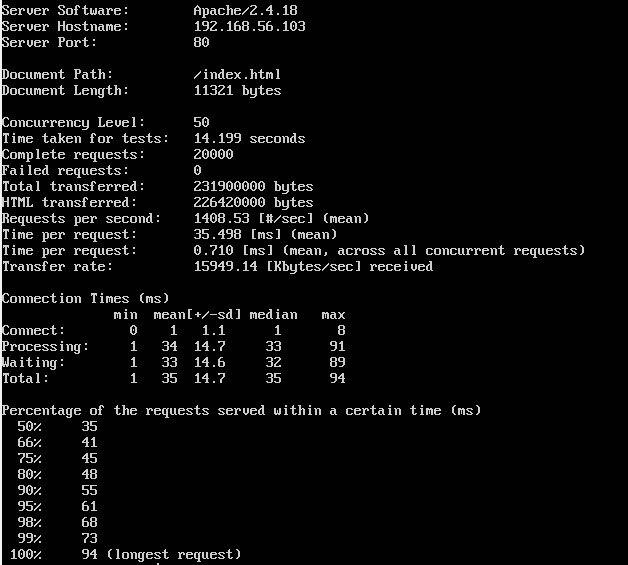 Server Software: Apache/2.4.18
Server Hostname: 192.168.56.103
Server Port: 80
Document Path: /index.html
Document Length: 11321 bytes
Concurrency Level: 50
Time taken for tests: 14.199 seconds
Complete requests: 20000
Failed requests: 0
Total transferred: 231900000 bytes
HTML transferred: 226420000 bytes
Requests per second: 1408.53 [#/sec] (mean)
Time per request: 35.498 [ms] (mean)
Time per request: 0.710 [ms] (mean, across all concurrent requests)
Transfer rate: 15949.14 [Kbytes/sec] received
Connection Times (ms)
min mean[+/-sd] median max
Connect: 0 1 1.1 1 8
Processing: 1 34 14.7 33 91
Waiting: 1 33 14.6 32 89
Total: 1 35 14.7 35 94
Percentage of the requests served within a certain time (ms)
50% 35
66% 41
75% 45
80% 48
90% 55
95% 61
98% 68
99% 73
100% 94 (longest request)